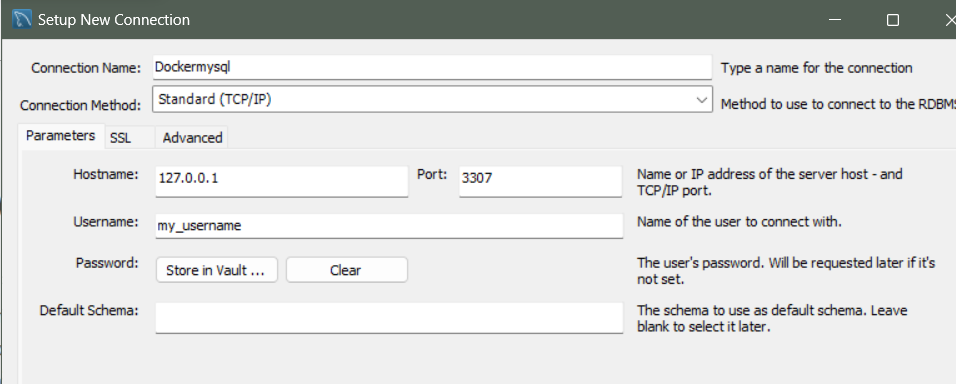 Setup New Connection
Connection Name: Dockermysql Type a name for the connection
Connection Method: Standard (TCP/IP) Method to use to connect to the RDBMS
Parameters SSL Advanced
Hostname: 127.0.0.1 Port: 3307 Name or IP address of the server host - and
TCP/IP port.
Username: my_username Name of the user to connect with.
Password: Store in Vault ... Clear The user's password. Will be requested later if it's
not set.
Default Schema: The schema to use as default schema. Leave
blank to select it later.